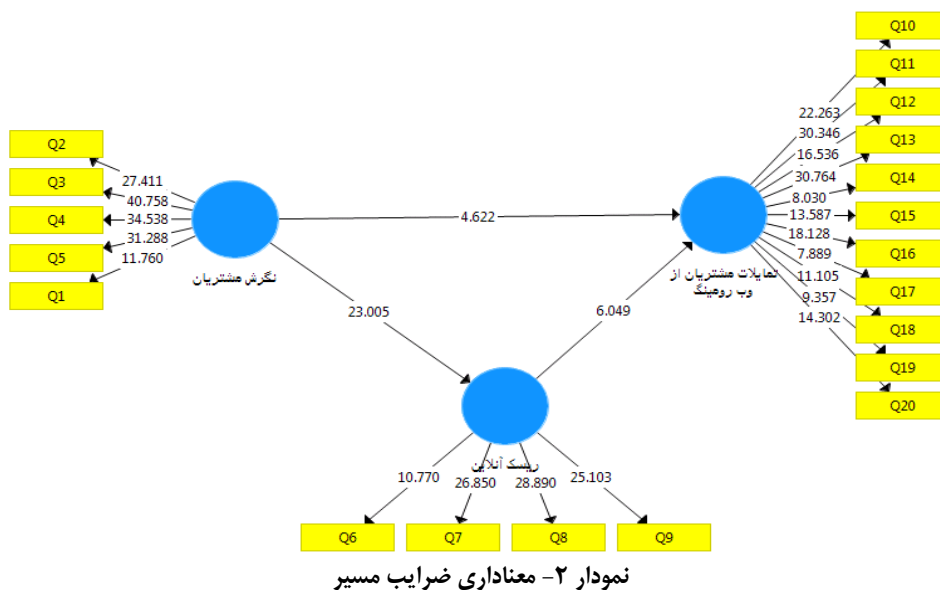 Q10
Q11
Q12
Q13
Q14
Q15
Q16
Q17
Q18
Q19
Q20
22.263
30.346
16.536
30.764
8.030
13.587
18.128
7.889
11.105
9.357
14.302
Q2
Q3
Q4
Q5
Q1
27.411
40.758
34.538
31.288
11.760
نگرش مشتریان
4.622
تمایلات مشتریان از
وب رومینگ
23.005
6.049
ریسک آنلاین
10.770
26.850
28.890
25.103
Q6
Q7
Q8
Q9
نمودار ۲- معناداری ضرایب مسیر